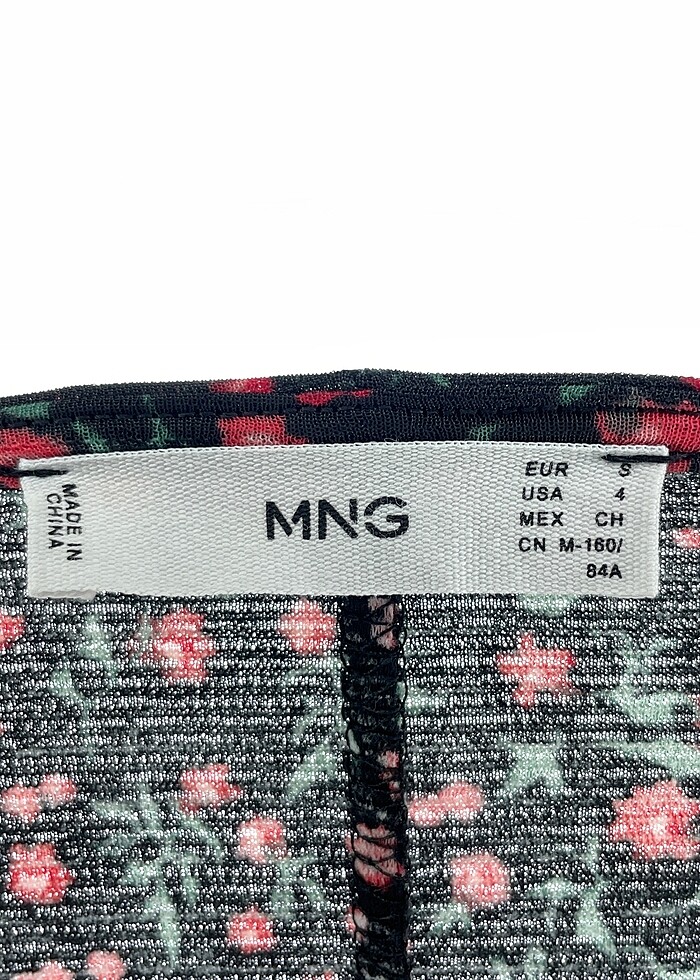 MADE IN
CHINA
MNG
EUR S
USA 4
MEX CH
CN M-160/
84A